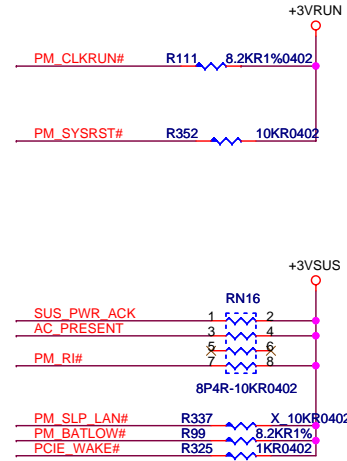 +3VRUN
PM_CLKRUN# R111 8.2KR1%0402
PM_SYSRST# R352 10KR0402
+3VSUS
RN16
SUS_PWR_ACK 1 2
AC_PRESENT 3 4
5 6
PM_RI# 7 8
8P4R-10KR0402
PM_SLP_LAN# R337 X_10KR0402
PM_BATLOW# R99 8.2KR1%
PCIE_WAKE# R325 1KR0402